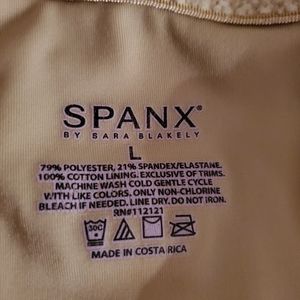 SPANX®
BY SARA BLAKELY
L
79% POLYESTER, 21% SPANDEX/ELASTANE.
100% COTTON LINING. EXCLUSIVE OF TRIMS.
MACHINE WASH COLD GENTLE CYCLE
WITH LIKE COLORS. ONLY NON-CHLORINE
BLEACH IF NEEDED. LINE DRY. DO NOT IRON.
RN#112121
30C
MADE IN COSTA RICA